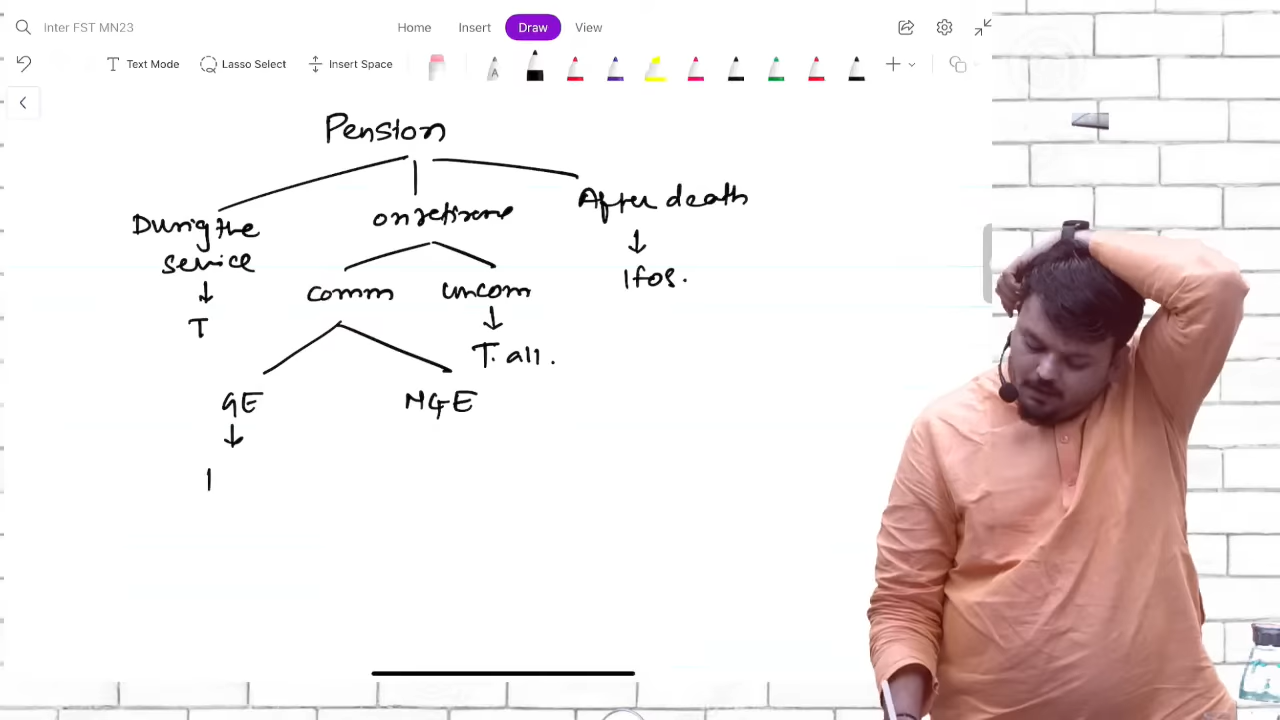 Inter FST MN23
Home Insert Draw View
Text Mode Lasso Select Insert Space
Pension
During the service
on retirement
After death
↓
Ifos.
comm
uncom
↓
T
↓
T. all.
GE
NGE
↓
I